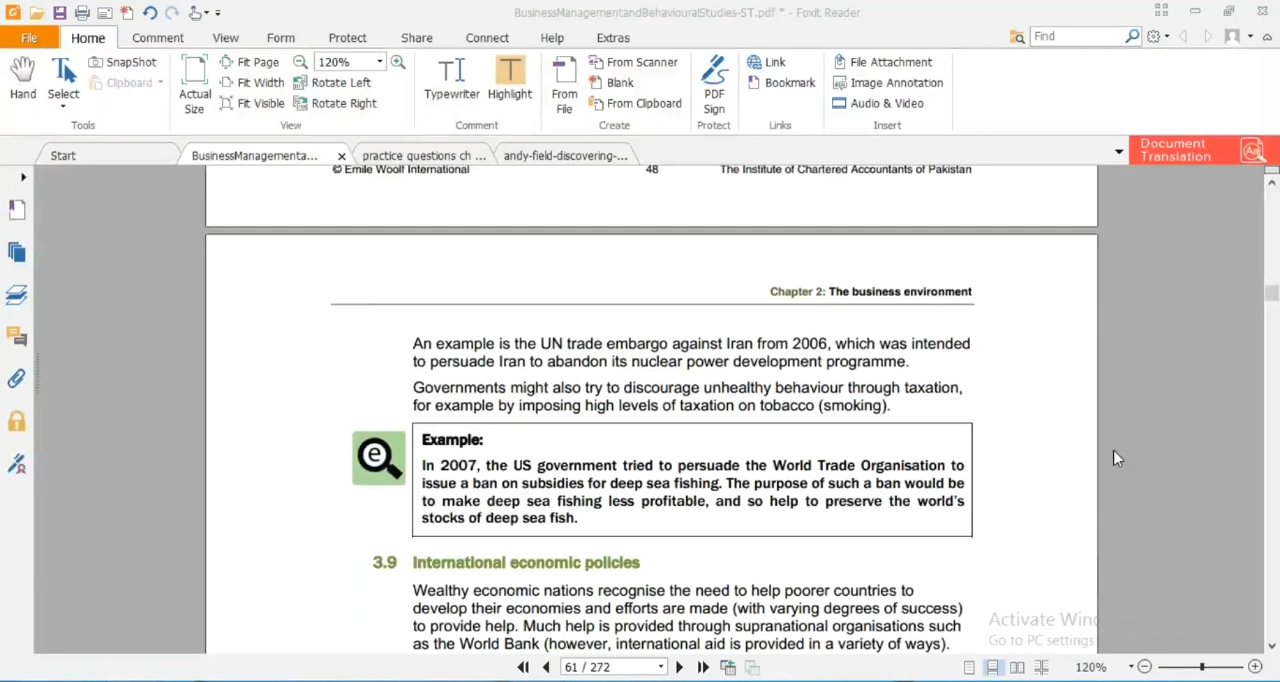 BusinessManagementandBehaviouralStudies-ST.pdf * - Foxit Reader
File Home Comment View Form Protect Share Connect Help Extras Find
Hand Select SnapShot Clipboard Actual Size Fit Page Fit Width Fit Visible 120% Rotate Left Rotate Right Typewriter Highlight From File From Scanner Blank From Clipboard PDF Sign Link Bookmark File Attachment Image Annotation Audio & Video
Tools View Comment Create Protect Links Insert
Start BusinessManagementa... practice questions ch ... andy-field-discovering-... Document Translation
© Emile Woolf International 48 The Institute of Chartered Accountants of Pakistan
Chapter 2: The business environment
An example is the UN trade embargo against Iran from 2006, which was intended
to persuade Iran to abandon its nuclear power development programme.
Governments might also try to discourage unhealthy behaviour through taxation,
for example by imposing high levels of taxation on tobacco (smoking).
Example:
In 2007, the US government tried to persuade the World Trade Organisation to
issue a ban on subsidies for deep sea fishing. The purpose of such a ban would be
to make deep sea fishing less profitable, and so help to preserve the world's
stocks of deep sea fish.
3.9 International economic policies
Wealthy economic nations recognise the need to help poorer countries to
develop their economies and efforts are made (with varying degrees of success)
to provide help. Much help is provided through supranational organisations such
as the World Bank (however, international aid is provided in a variety of ways).
Activate Win
Go to PC settings
61 / 272 120%